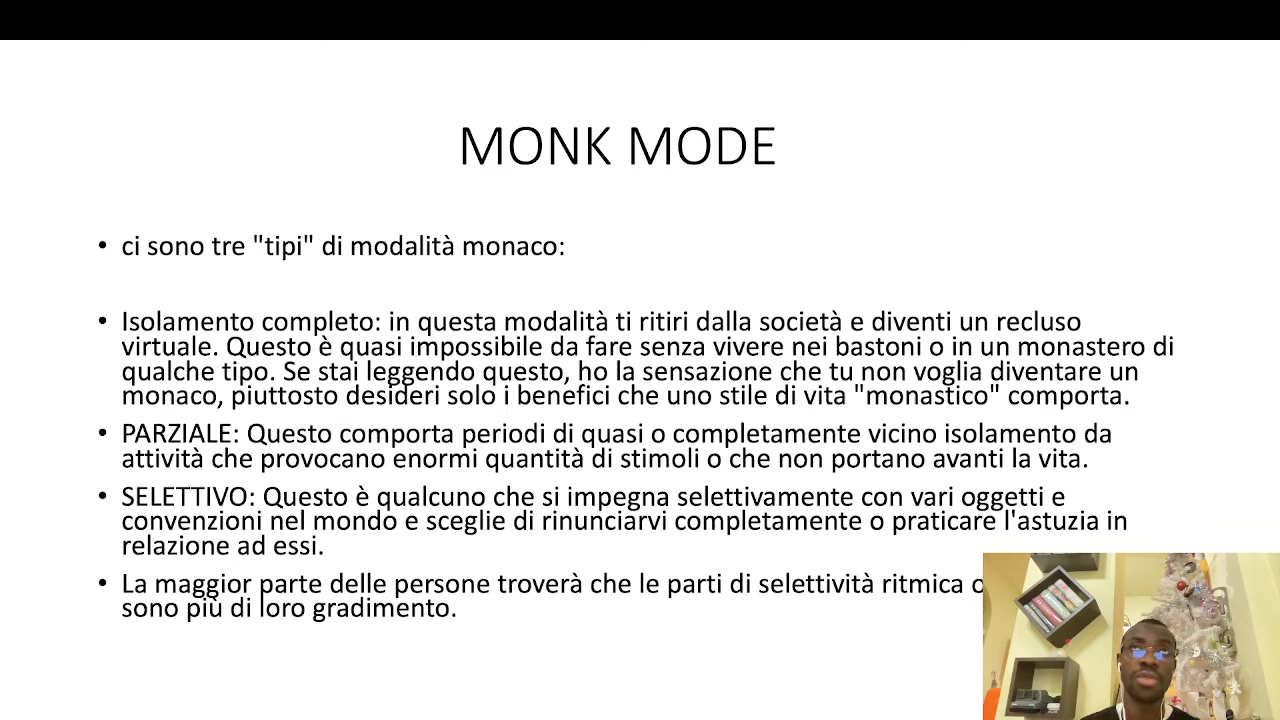 MONK MODE
• ci sono tre "tipi" di modalità monaco:
• Isolamento completo: in questa modalità ti ritiri dalla società e diventi un recluso
virtuale. Questo è quasi impossibile da fare senza vivere nei bastoni o in un monastero di
qualche tipo. Se stai leggendo questo, ho la sensazione che tu non voglia diventare un
monaco, piuttosto desideri solo i benefici che uno stile di vita "monastico" comporta.
• PARZIALE: Questo comporta periodi di quasi o completamente vicino isolamento da
attività che provocano enormi quantità di stimoli o che non portano avanti la vita.
• SELETTIVO: Questo è qualcuno che si impegna selettivamente con vari oggetti e
convenzioni nel mondo e sceglie di rinunciarvi completamente o praticare l'astuzia in
relazione ad essi.
• La maggior parte delle persone troverà che le parti di selettività ritmica
sono più di loro gradimento.